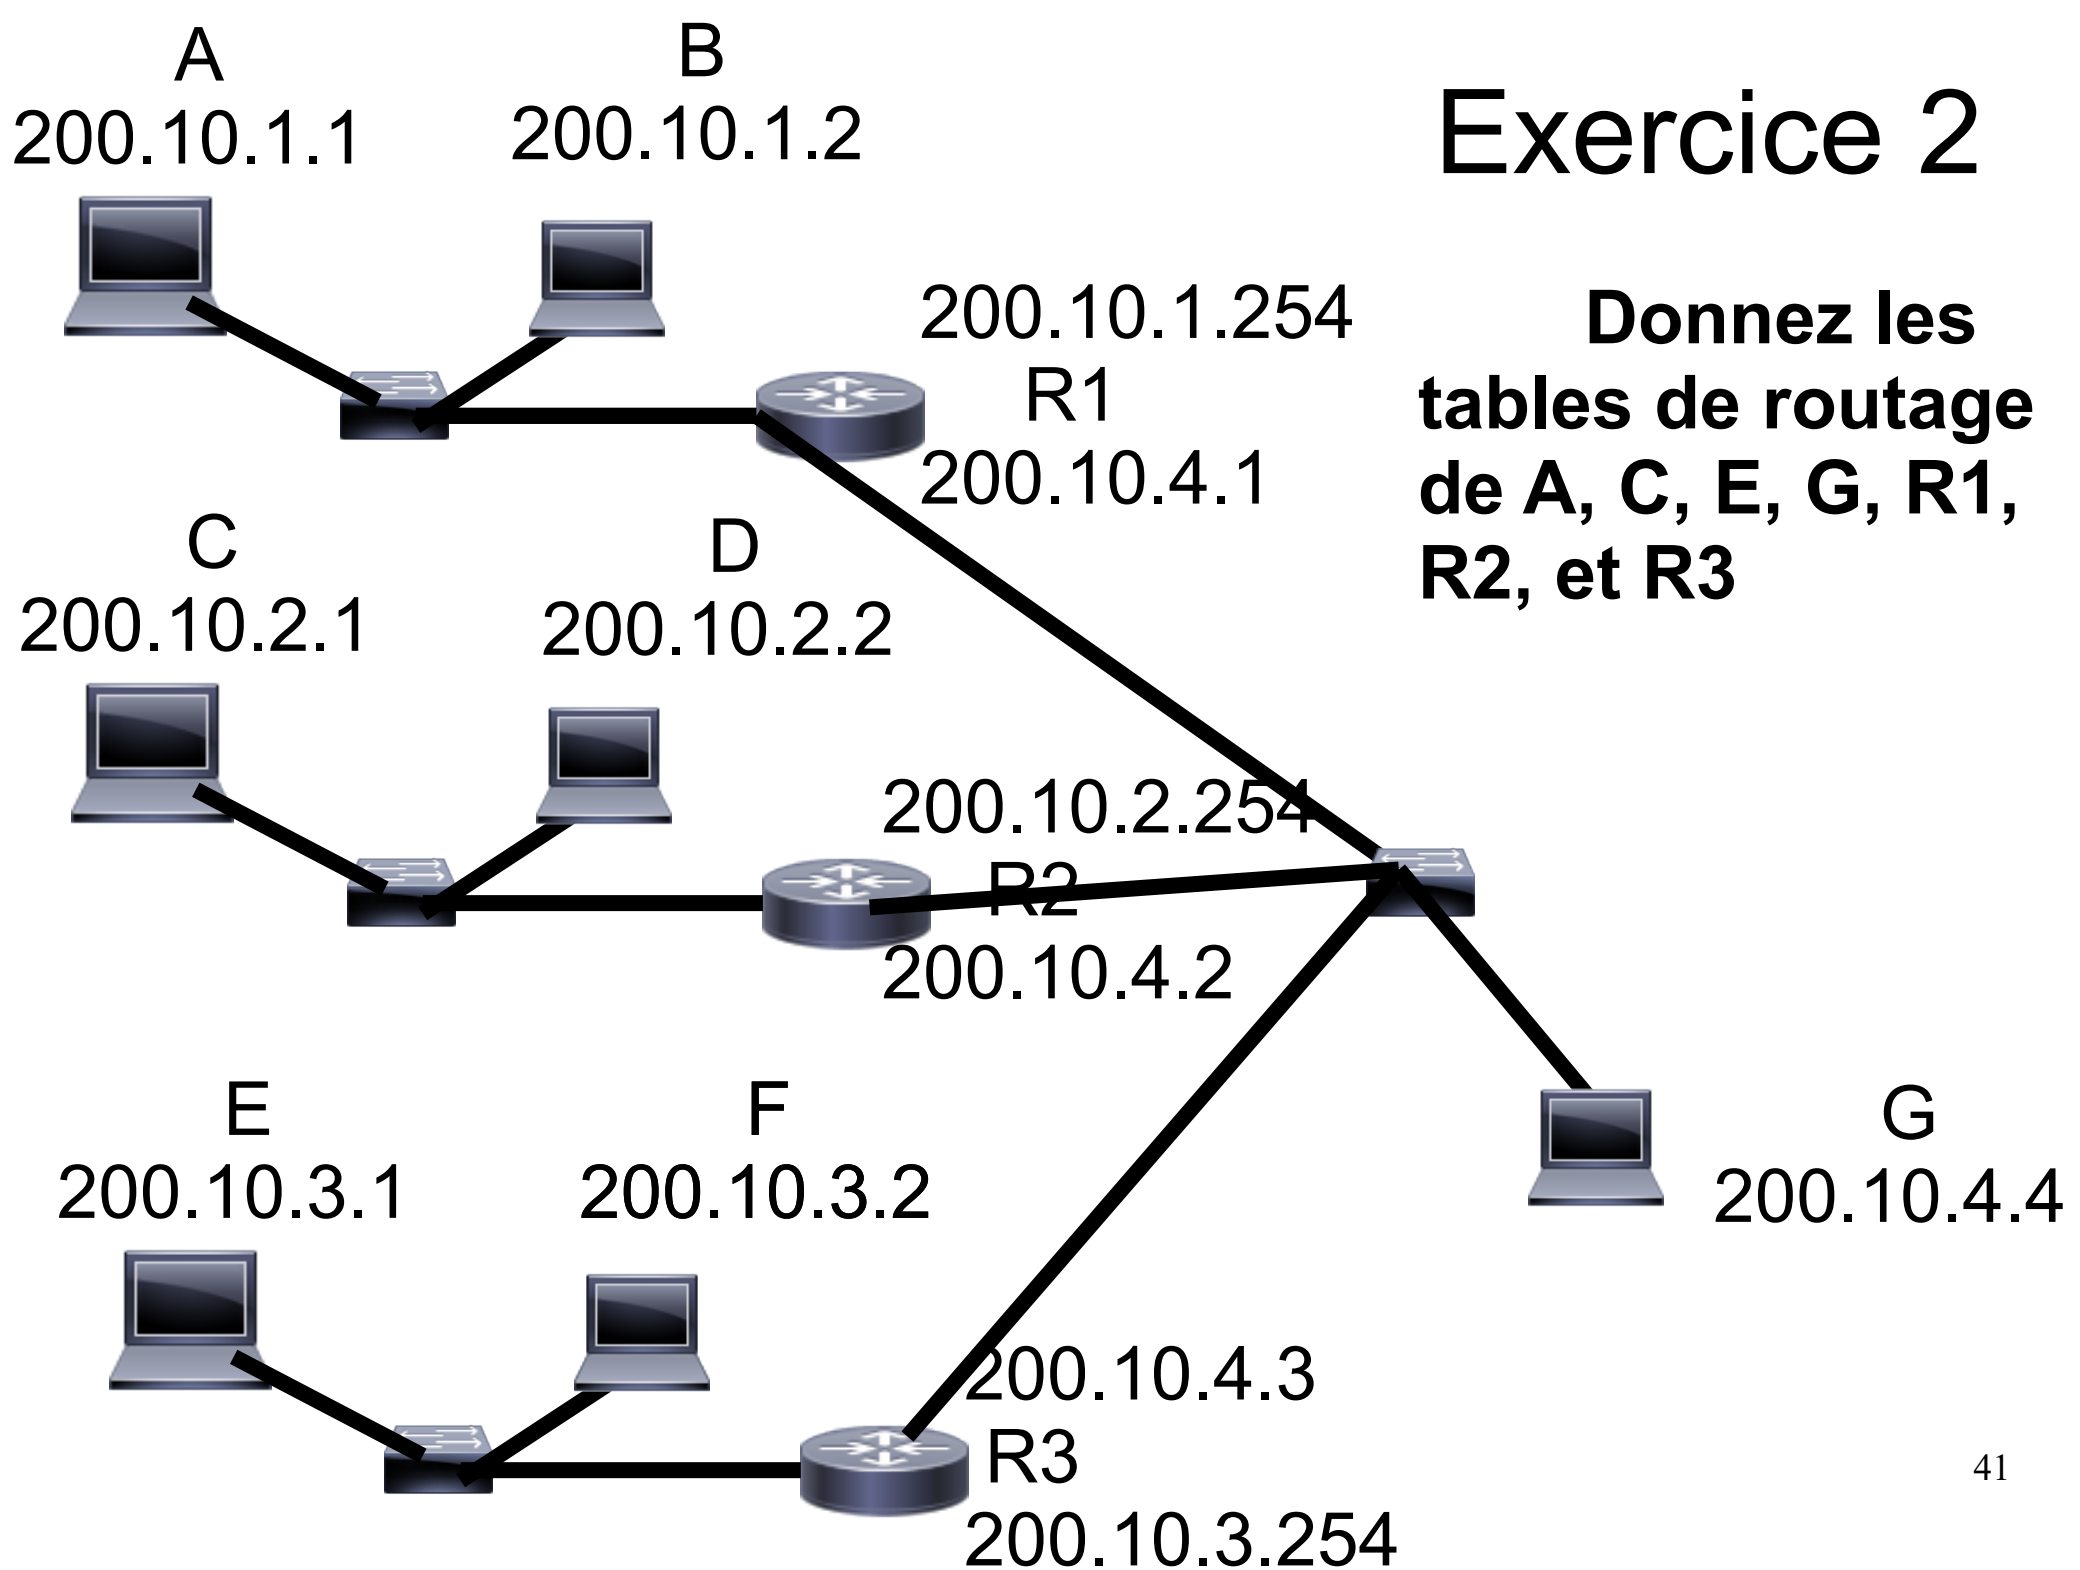 Exercice 2
Donnez les
tables de routage
de A, C, E, G, R1,
R2, et R3
A
200.10.1.1
B
200.10.1.2
200.10.1.254
R1
200.10.4.1
C
200.10.2.1
D
200.10.2.2
200.10.2.254
R2
200.10.4.2
E
200.10.3.1
F
200.10.3.2
200.10.4.3
R3
200.10.3.254
G
200.10.4.4
41